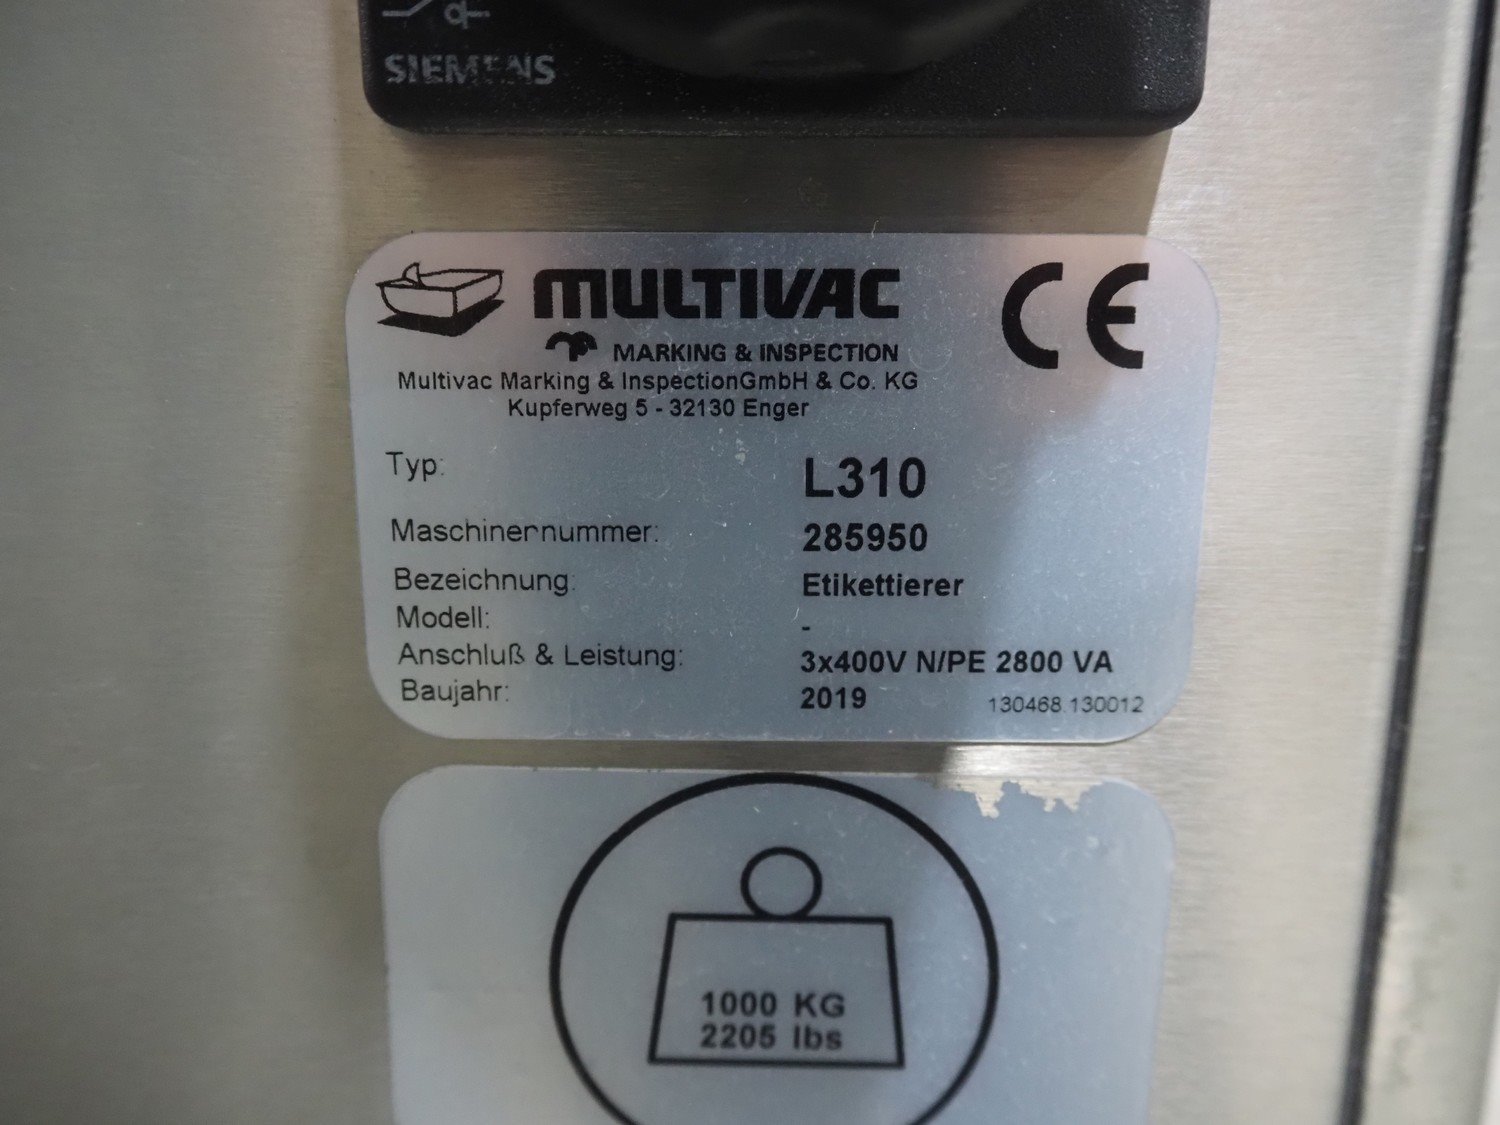 SIEMENS
MULTIVAC
MARKING & INSPECTION
CE
Multivac Marking & InspectionGmbH & Co. KG
Kupferweg 5 - 32130 Enger
Typ: L310
Maschinennummer: 285950
Bezeichnung: Etikettierer
Modell: -
Anschluß & Leistung: 3x400V N/PE 2800 VA
Baujahr: 2019 130468.130012
1000 KG
2205 lbs